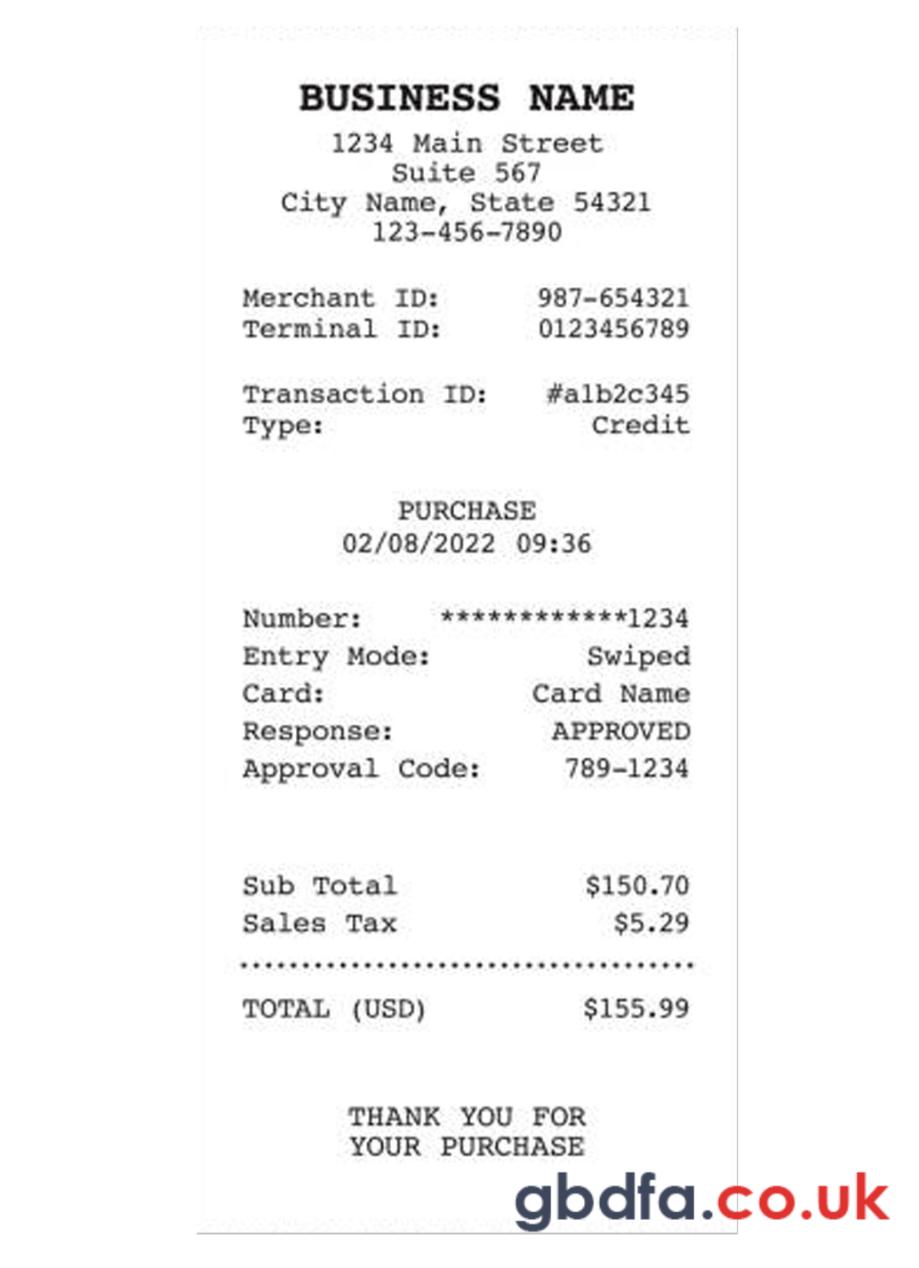 BUSINESS NAME
1234 Main Street
Suite 567
City Name, State 54321
123-456-7890
Merchant ID: 987-654321
Terminal ID: 0123456789
Transaction ID: #a1b2c345
Type: Credit
PURCHASE
02/08/2022 09:36
Number: ************1234
Entry Mode: Swiped
Card: Card Name
Response: APPROVED
Approval Code: 789-1234
Sub Total $150.70
Sales Tax $5.29
TOTAL (USD) $155.99
THANK YOU FOR
YOUR PURCHASE
gbdfa.co.uk